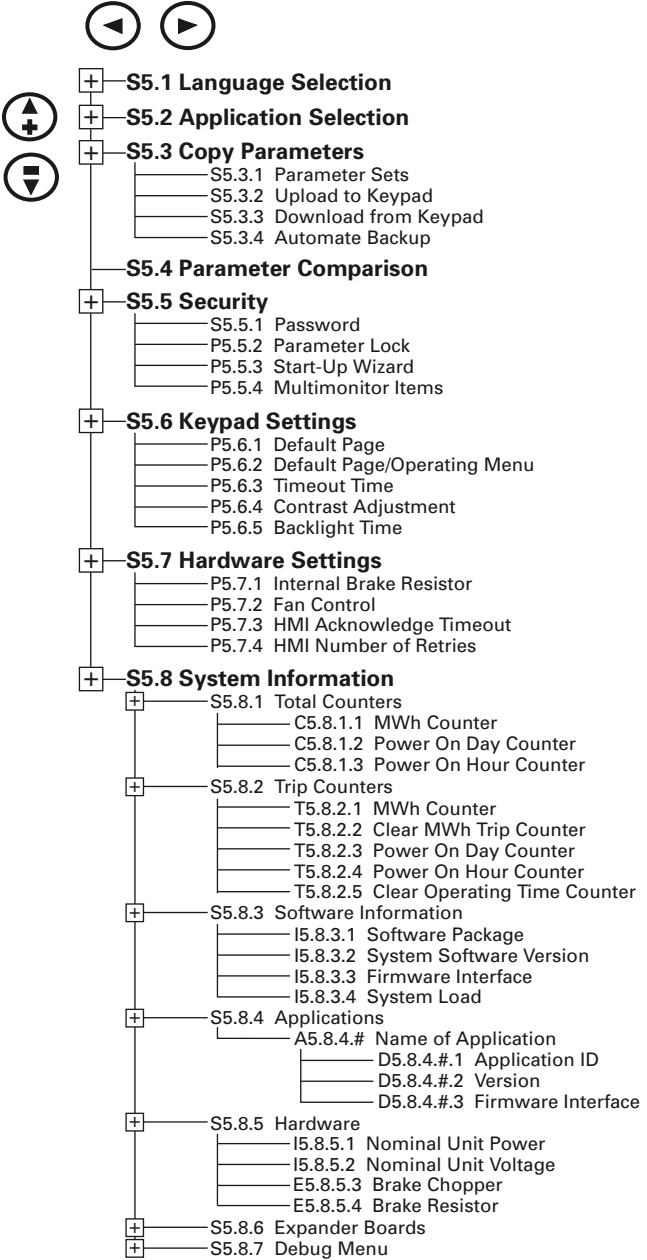 S5.1 Language Selection
S5.2 Application Selection
S5.3 Copy Parameters
S5.3.1 Parameter Sets
S5.3.2 Upload to Keypad
S5.3.3 Download from Keypad
S5.3.4 Automate Backup
S5.4 Parameter Comparison
S5.5 Security
S5.5.1 Password
P5.5.2 Parameter Lock
P5.5.3 Start-Up Wizard
P5.5.4 Multimonitor Items
S5.6 Keypad Settings
P5.6.1 Default Page
P5.6.2 Default Page/Operating Menu
P5.6.3 Timeout Time
P5.6.4 Contrast Adjustment
P5.6.5 Backlight Time
S5.7 Hardware Settings
P5.7.1 Internal Brake Resistor
P5.7.2 Fan Control
P5.7.3 HMI Acknowledge Timeout
P5.7.4 HMI Number of Retries
S5.8 System Information
S5.8.1 Total Counters
C5.8.1.1 MWh Counter
C5.8.1.2 Power On Day Counter
C5.8.1.3 Power On Hour Counter
S5.8.2 Trip Counters
T5.8.2.1 MWh Counter
T5.8.2.2 Clear MWh Trip Counter
T5.8.2.3 Power On Day Counter
T5.8.2.4 Power On Hour Counter
T5.8.2.5 Clear Operating Time Counter
S5.8.3 Software Information
I5.8.3.1 Software Package
I5.8.3.2 System Software Version
I5.8.3.3 Firmware Interface
I5.8.3.4 System Load
S5.8.4 Applications
A5.8.4.# Name of Application
D5.8.4.#.1 Application ID
D5.8.4.#.2 Version
D5.8.4.#.3 Firmware Interface
S5.8.5 Hardware
I5.8.5.1 Nominal Unit Power
I5.8.5.2 Nominal Unit Voltage
E5.8.5.3 Brake Chopper
E5.8.5.4 Brake Resistor
S5.8.6 Expander Boards
S5.8.7 Debug Menu